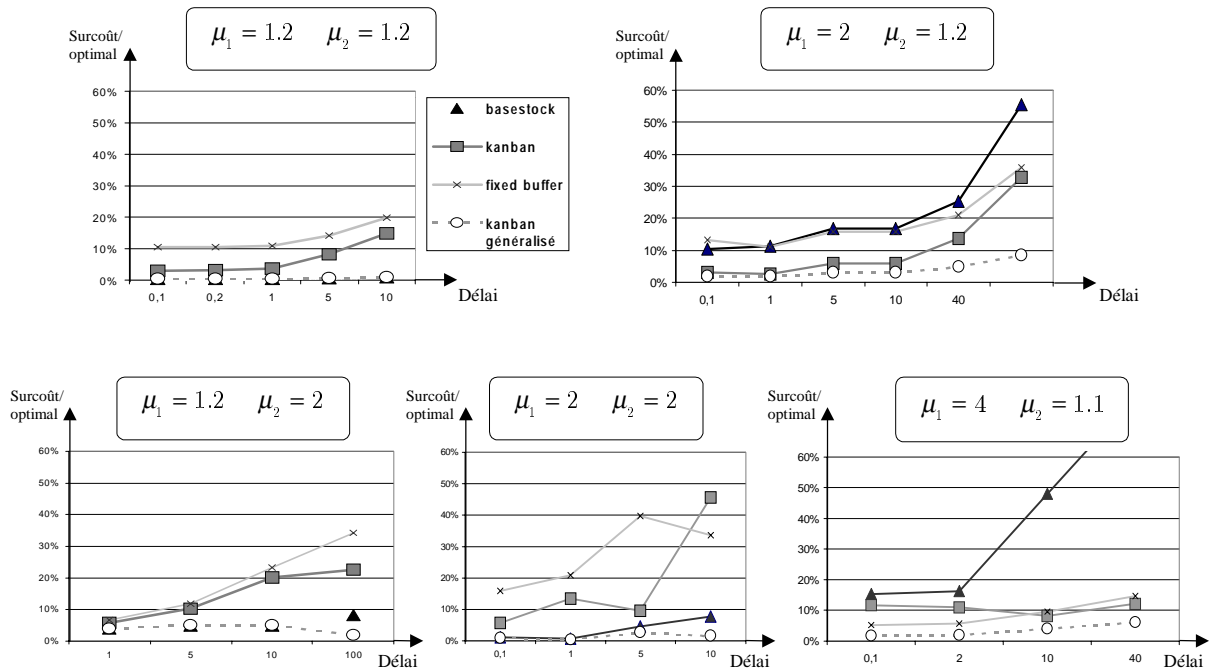 μ₁ = 1.2 μ₂ = 1.2
Surcoût/
optimal
60%
50%
40%
30%
20%
10%
0%
0,1 0,2 1 5 10
Délai
basestock
kanban
fixed buffer
kanban
généralisé
μ₁ = 2 μ₂ = 1.2
Surcoût/
optimal
60%
50%
40%
30%
20%
10%
0%
0,1 1 5 10 40
Délai
μ₁ = 1.2 μ₂ = 2
Surcoût/
optimal
60%
50%
40%
30%
20%
10%
0%
1 5 10 100
Délai
μ₁ = 2 μ₂ = 2
Surcoût/
optimal
60%
50%
40%
30%
20%
10%
0%
0,1 1 5 10
Délai
μ₁ = 4 μ₂ = 1.1
Surcoût/
optimal
60%
50%
40%
30%
20%
10%
0%
0,1 2 10 40
Délai